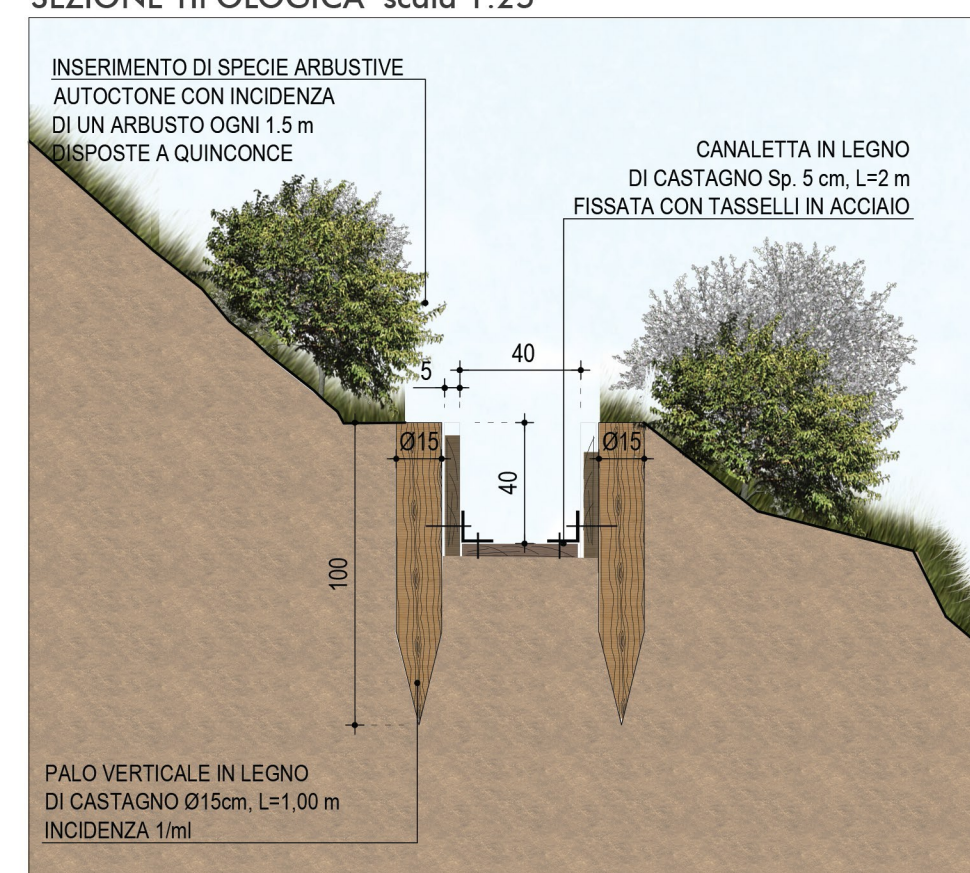 SEZIONE TIPOLOGICA scala 1:25
INSERIMENTO DI SPECIE ARBUSTIVE
AUTOCTONE CON INCIDENZA
DI UN ARBUSTO OGNI 1.5 m
DISPOSTE A QUINCONCE
CANALETTA IN LEGNO
DI CASTAGNO Sp. 5 cm, L=2 m
FISSATA CON TASSELLI IN ACCIAIO
40
5
Ø15
Ø15
40
100
PALO VERTICALE IN LEGNO
DI CASTAGNO Ø15cm, L=1,00 m
INCIDENZA 1/ml